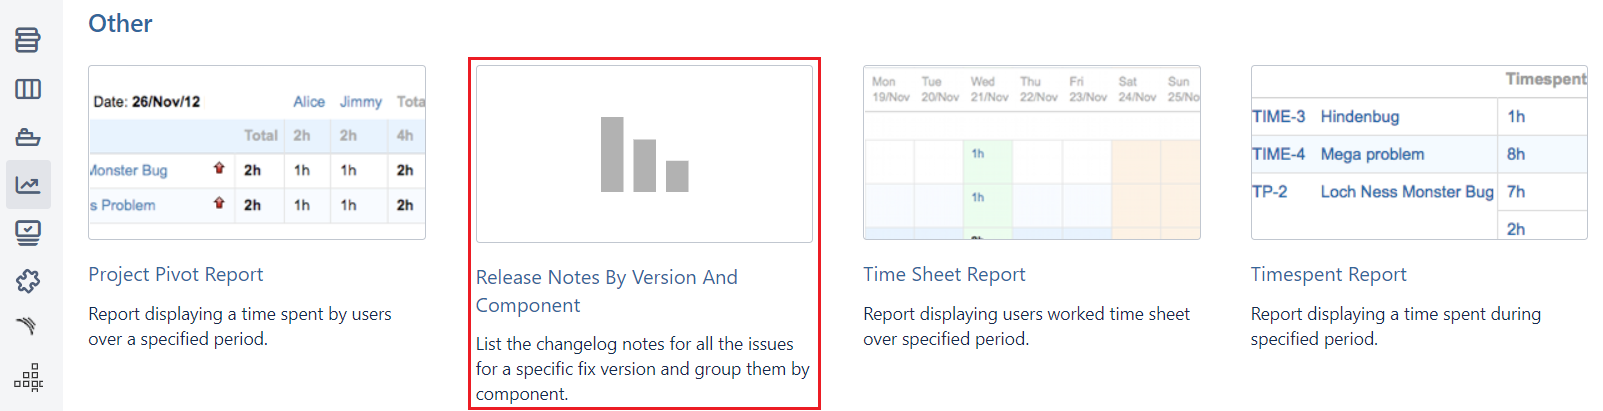 Other
Date: 26/Nov/12 Alice Jimmy Tota
Total 2h 2h 4h
Monster Bug 2h 1h 1h 2h
s Problem 2h 1h 1h 2h
Project Pivot Report
Report displaying a time spent by users
over a specified period.
Release Notes By Version And
Component
List the changelog notes for all the issues
for a specific fix version and group them by
component.
Mon Tue Wed Thu Fri Sat Sun
19/Nov 20/Nov 21/Nov 22/Nov 23/Nov 24/Nov 25/No
1h
1h
Time Sheet Report
Report displaying users worked time sheet
over specified period.
Timespent
TIME-3 Hindenbug 1h
TIME-4 Mega problem 8h
TP-2 Loch Ness Monster Bug 7h
2h
Timespent Report
Report displaying a time spent during
specified period.